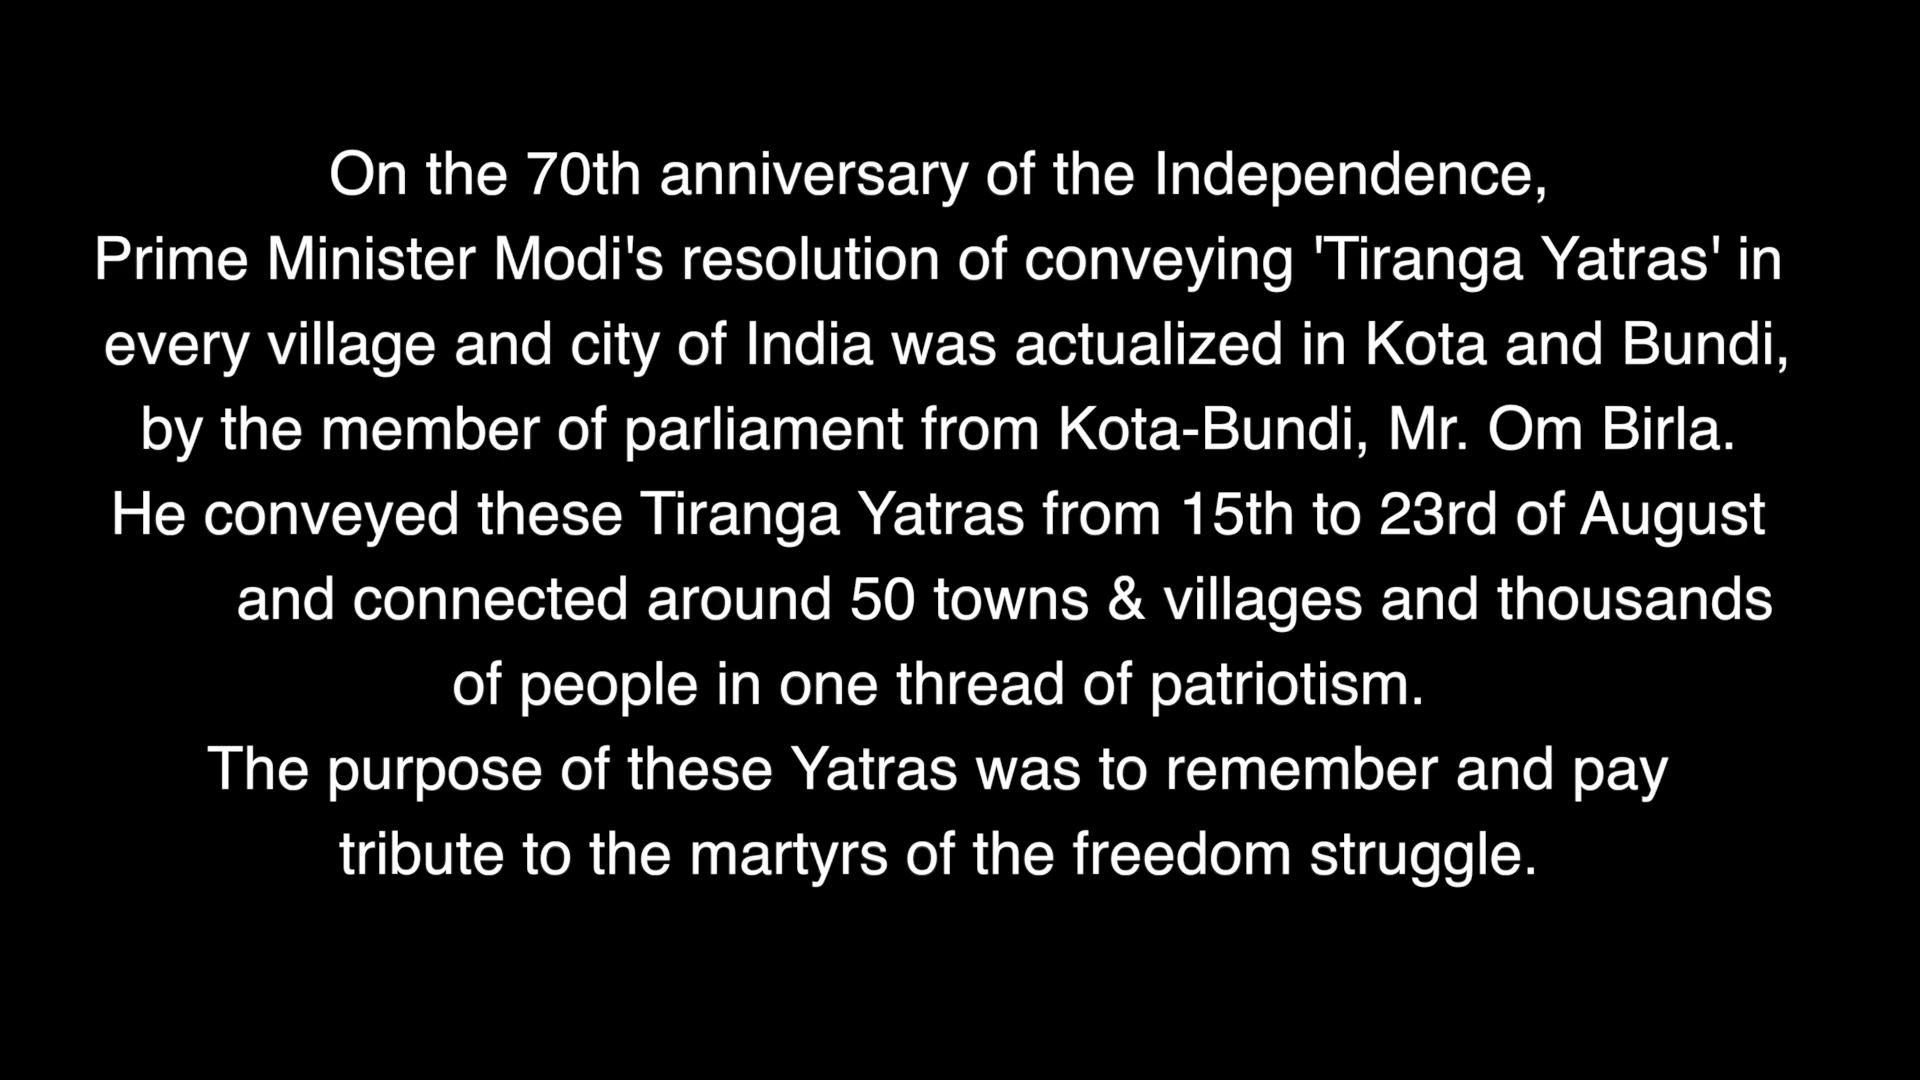 On the 70th anniversary of the Independence,
Prime Minister Modi's resolution of conveying 'Tiranga Yatras' in
every village and city of India was actualized in Kota and Bundi,
by the member of parliament from Kota-Bundi, Mr. Om Birla.
He conveyed these Tiranga Yatras from 15th to 23rd of August
and connected around 50 towns & villages and thousands
of people in one thread of patriotism.
The purpose of these Yatras was to remember and pay
tribute to the martyrs of the freedom struggle.